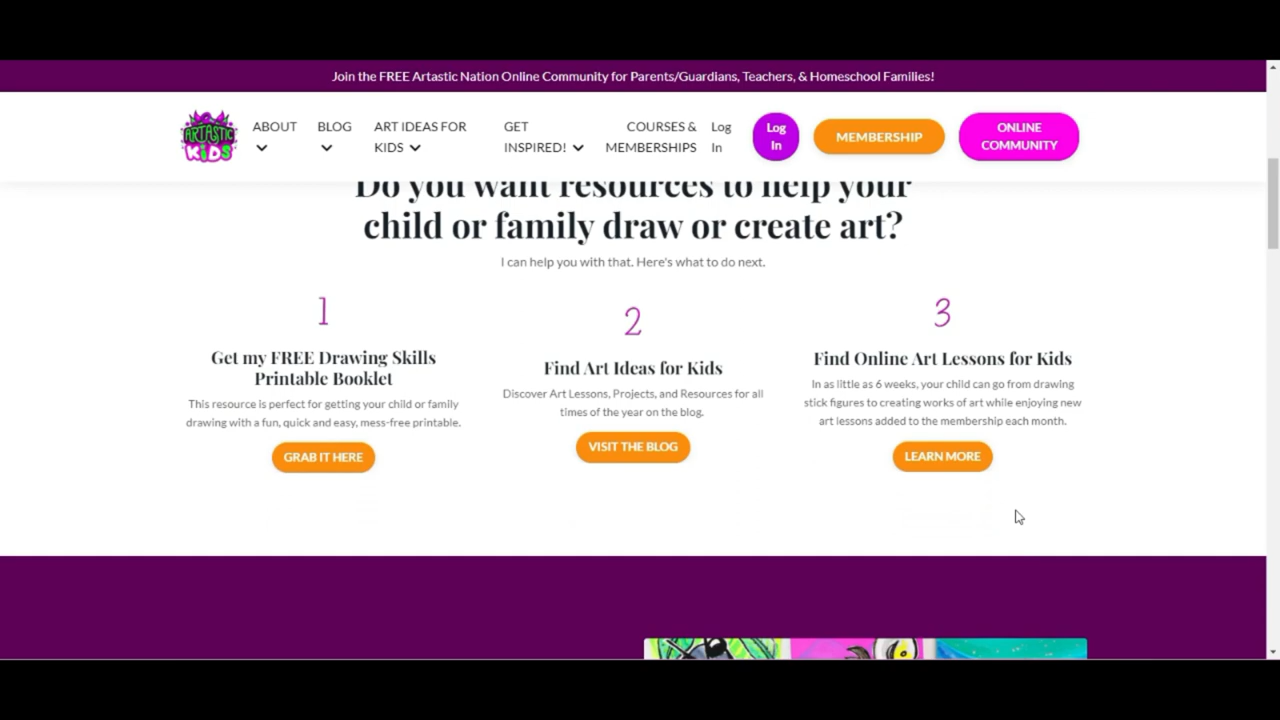 Join the FREE Artastic Nation Online Community for Parents/Guardians, Teachers, & Homeschool Families!
ARTASTIC
KIDS
ABOUT
BLOG
ART IDEAS FOR
KIDS
GET
INSPIRED!
COURSES &
MEMBERSHIPS
Log
In
Log
In
MEMBERSHIP
ONLINE
COMMUNITY
Do you want resources to help your
child or family draw or create art?
I can help you with that. Here's what to do next.
1
Get my FREE Drawing Skills
Printable Booklet
This resource is perfect for getting your child or family
drawing with a fun, quick and easy, mess-free printable.
GRAB IT HERE
2
Find Art Ideas for Kids
Discover Art Lessons, Projects, and Resources for all
times of the year on the blog.
VISIT THE BLOG
3
Find Online Art Lessons for Kids
In as little as 6 weeks, your child can go from drawing
stick figures to creating works of art while enjoying new
art lessons added to the membership each month.
LEARN MORE